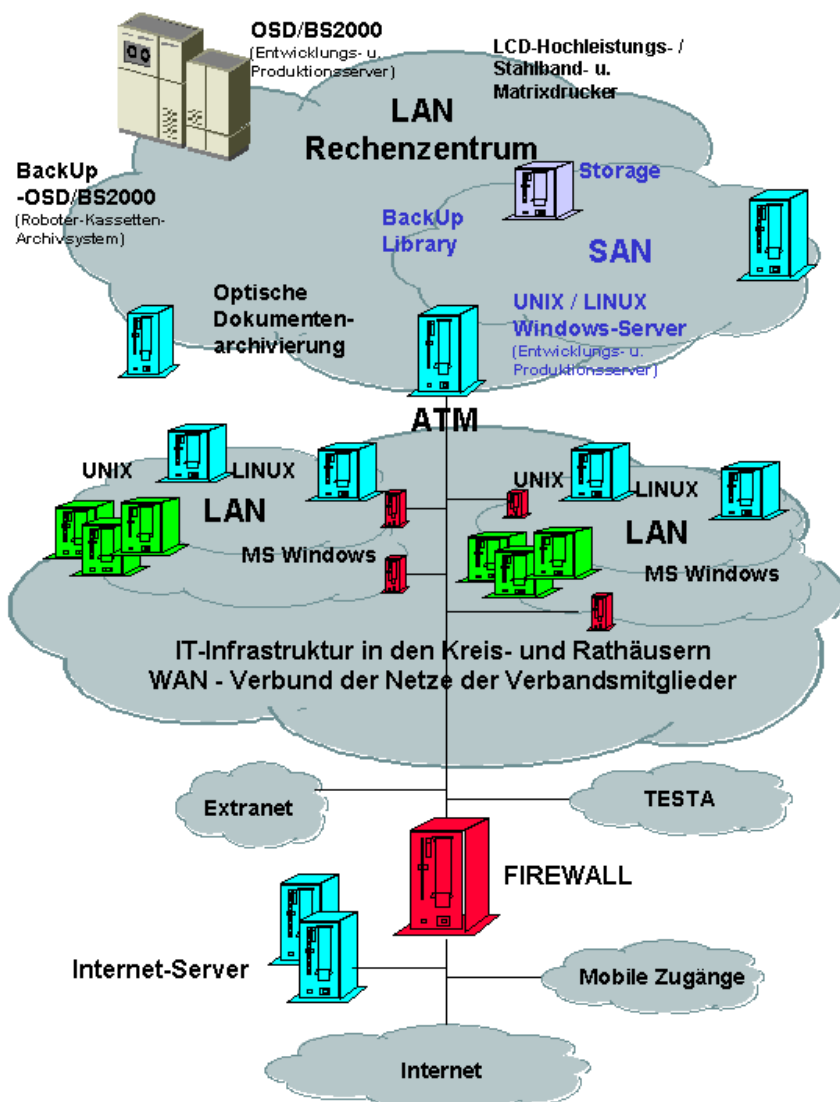 OSD/BS2000
(Entwicklungs- u.
Produktionsserver)
LCD-Hochleistungs- /
Stahlband- u.
Matrixdrucker
LAN
Rechenzentrum
BackUp
-OSD/BS2000
(Roboter-Kassetten-
Archivsystem)
Storage
BackUp
Library
SAN
Optische
Dokumenten-
archivierung
UNIX / LINUX
Windows-Server
(Entwicklungs- u.
Produktionsserver)
ATM
UNIX
LINUX
LAN
MS Windows
UNIX
LINUX
LAN
MS Windows
IT-Infrastruktur in den Kreis- und Rathäusern
WAN - Verbund der Netze der Verbandsmitglieder
Extranet
TESTA
FIREWALL
Internet-Server
Mobile Zugänge
Internet